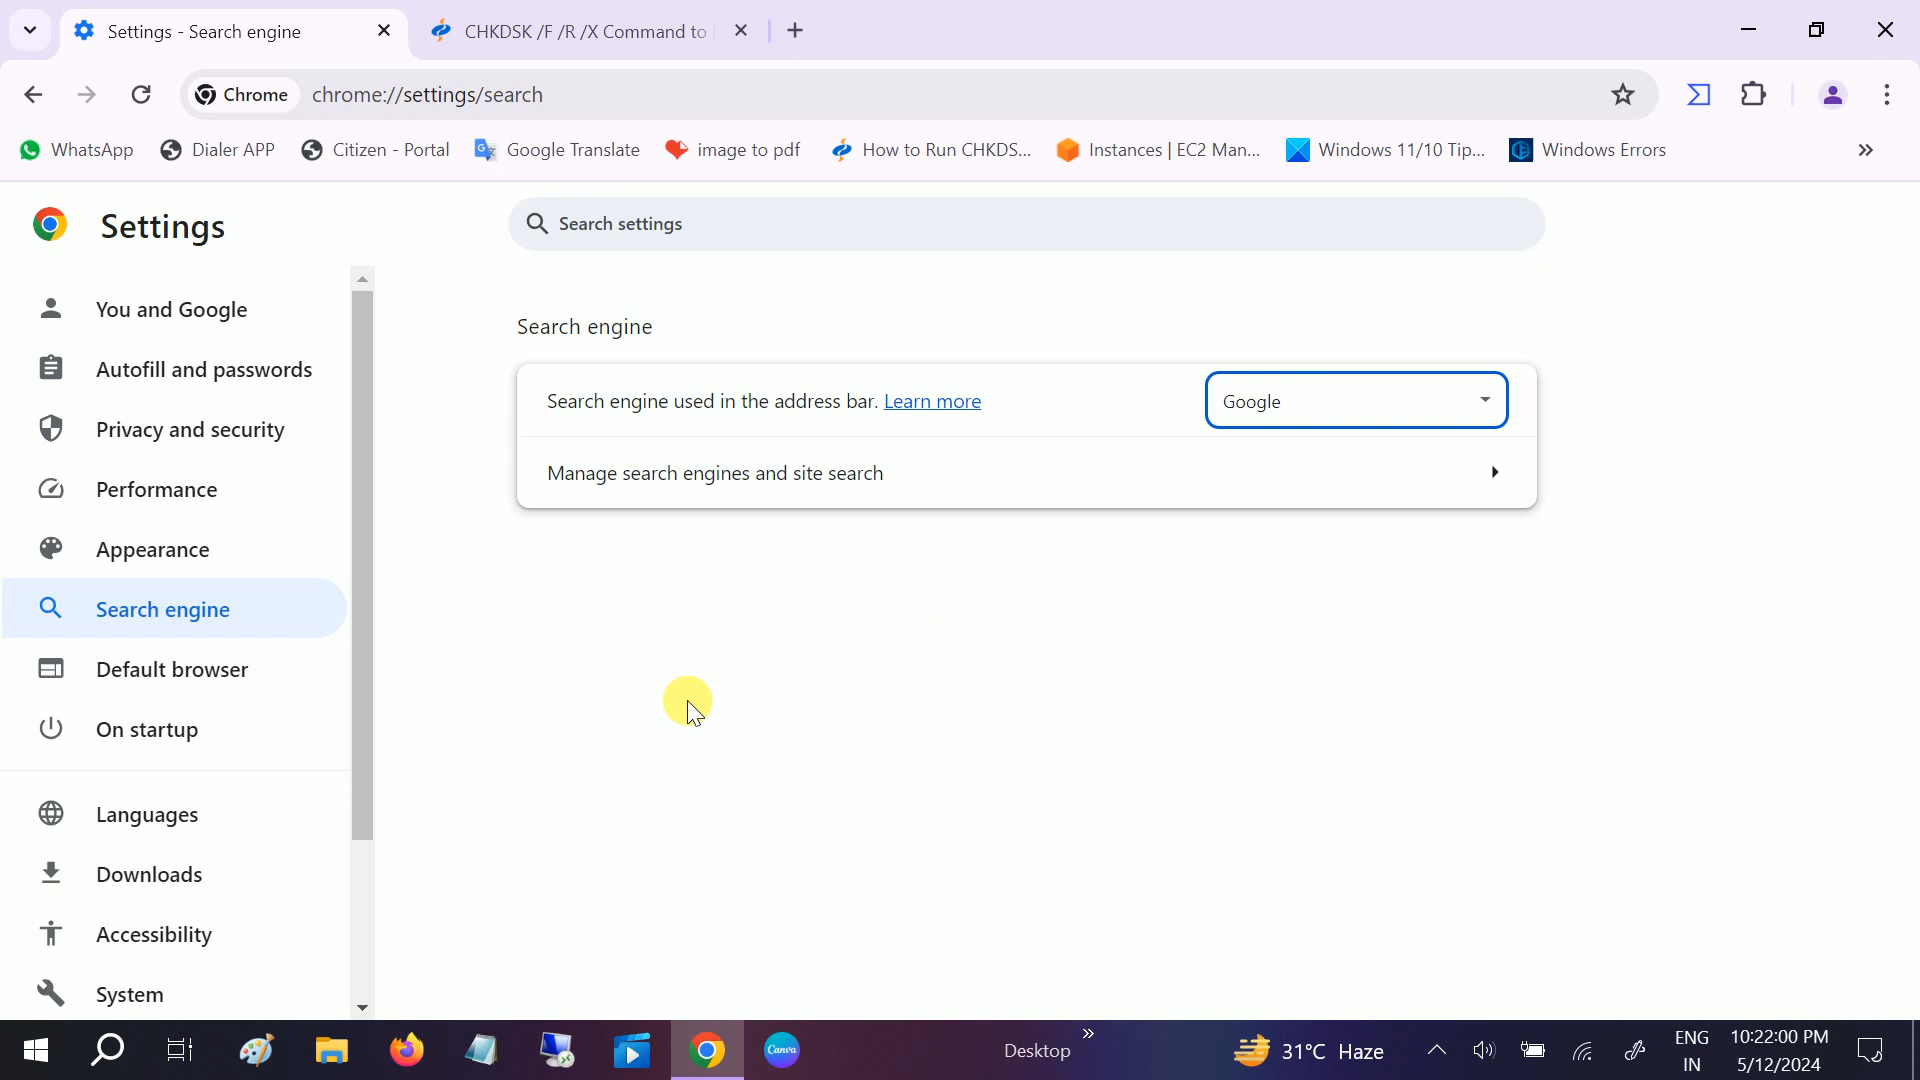 Settings - Search engine
CHKDSK /F /R /X Command to
Chrome
chrome://settings/search
WhatsApp
Dialer APP
Citizen - Portal
Google Translate
image to pdf
How to Run CHKDS...
Instances | EC2 Man...
Windows 11/10 Tip...
Windows Errors
Settings
Search settings
You and Google
Autofill and passwords
Privacy and security
Performance
Appearance
Search engine
Default browser
On startup
Languages
Downloads
Accessibility
System
Search engine
Search engine used in the address bar. Learn more
Google
Manage search engines and site search
Canva
Desktop
31°C Haze
ENG
IN
10:22:00 PM
5/12/2024